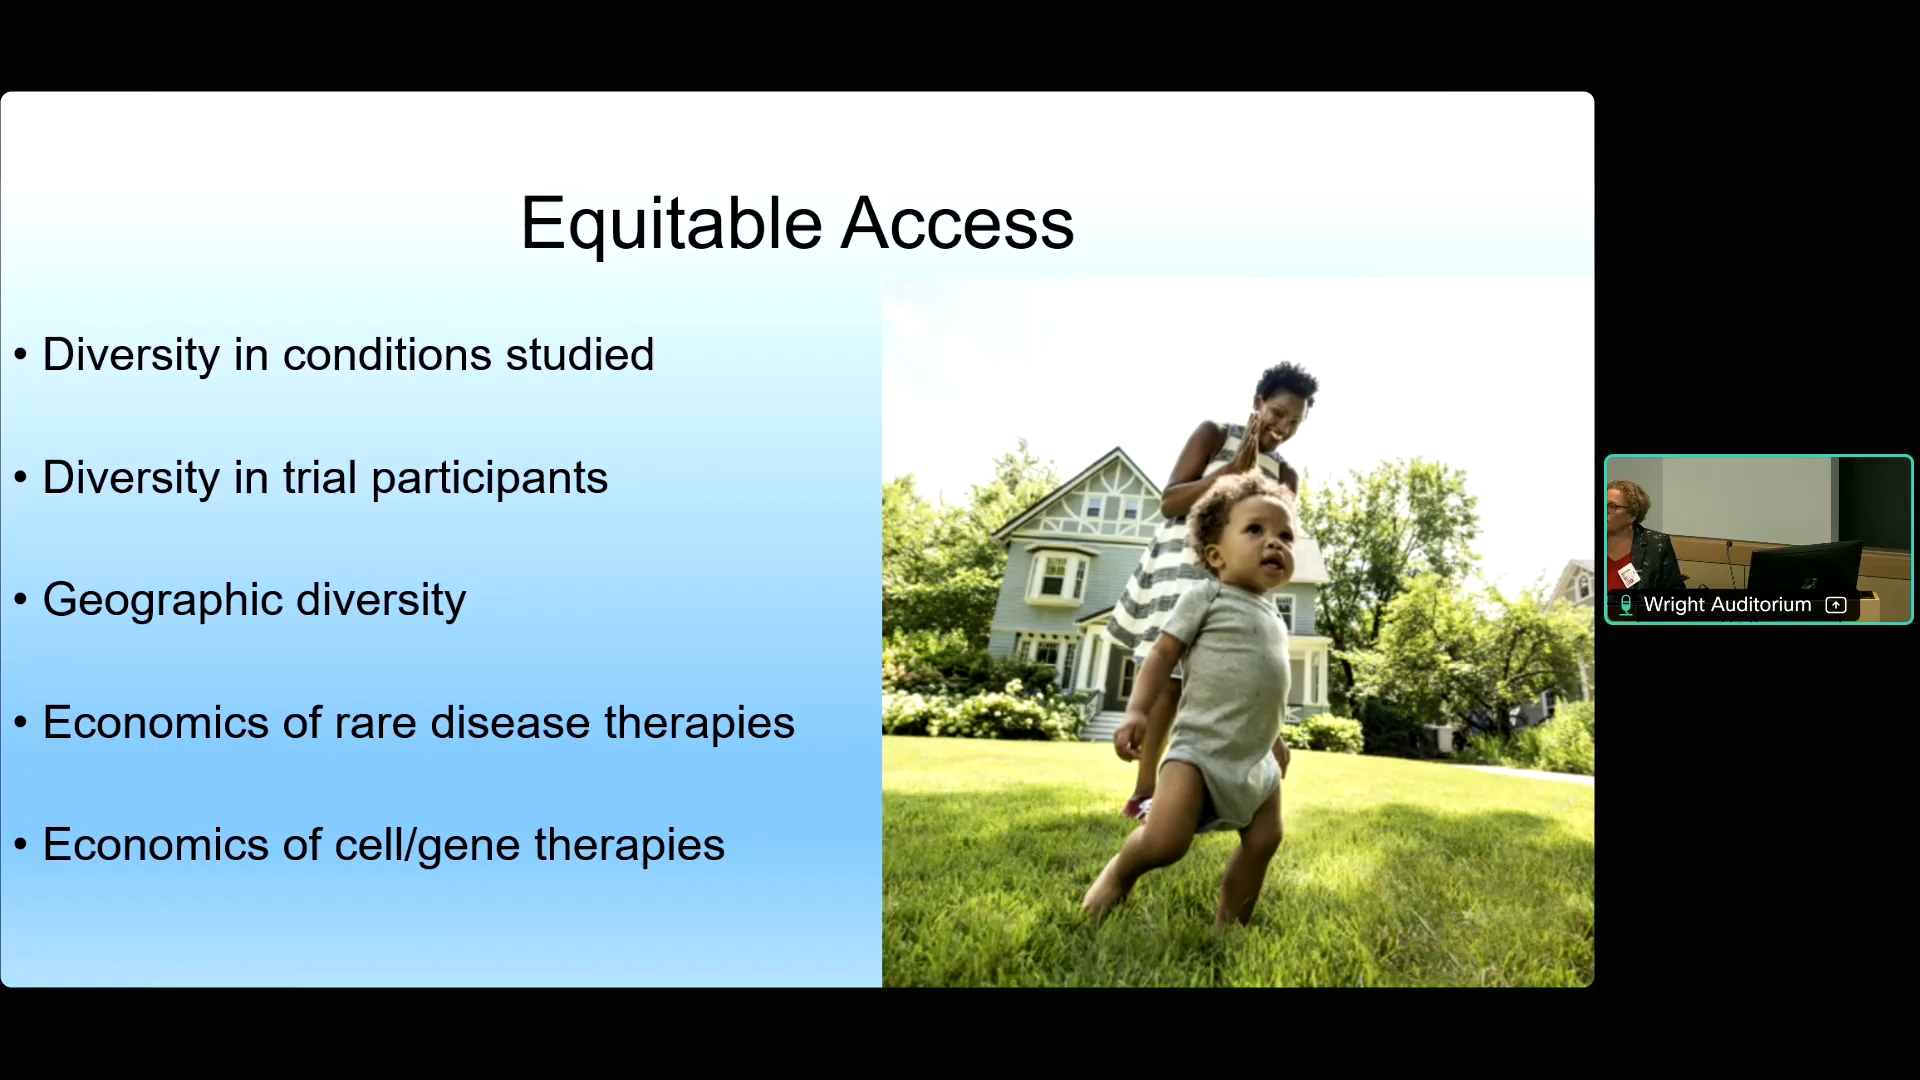 Equitable Access
• Diversity in conditions studied
• Diversity in trial participants
• Geographic diversity
• Economics of rare disease therapies
• Economics of cell/gene therapies
Wright Auditorium